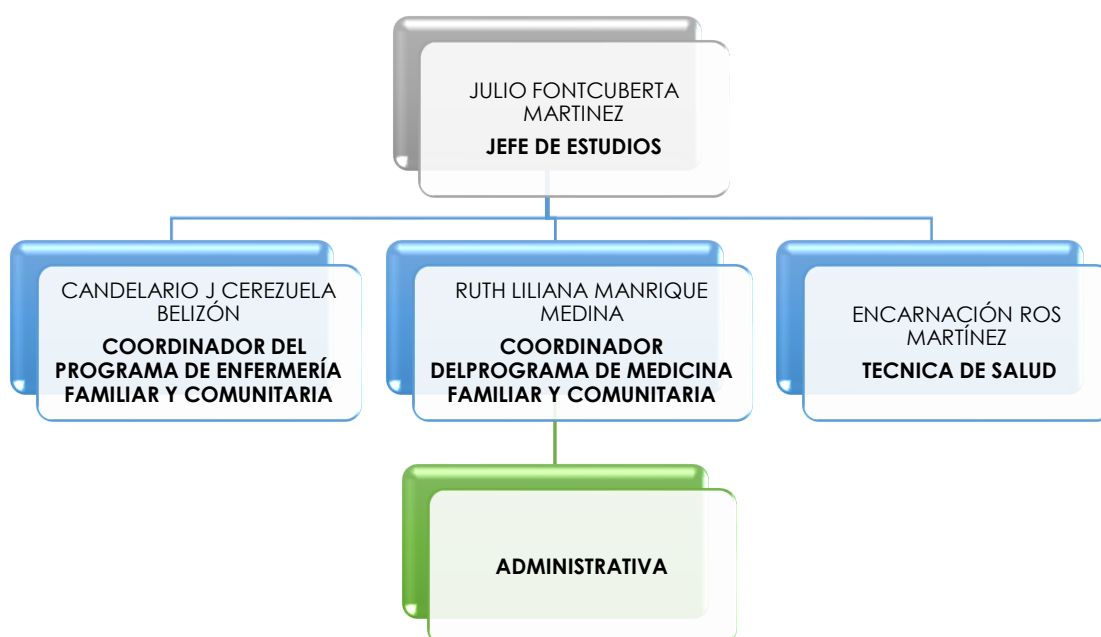 JULIO FONTCUBERTA
MARTINEZ
JEFE DE ESTUDIOS
CANDELARIO J CEREZUELA
BELIZÓN
COORDINADOR DEL
PROGRAMA DE ENFERMERÍA
FAMILIAR Y COMUNITARIA
RUTH LILIANA MANRIQUE
MEDINA
COORDINADOR
DELPROGRAMA DE MEDICINA
FAMILIAR Y COMUNITARIA
ENCARNACIÓN ROS
MARTÍNEZ
TECNICA DE SALUD
ADMINISTRATIVA